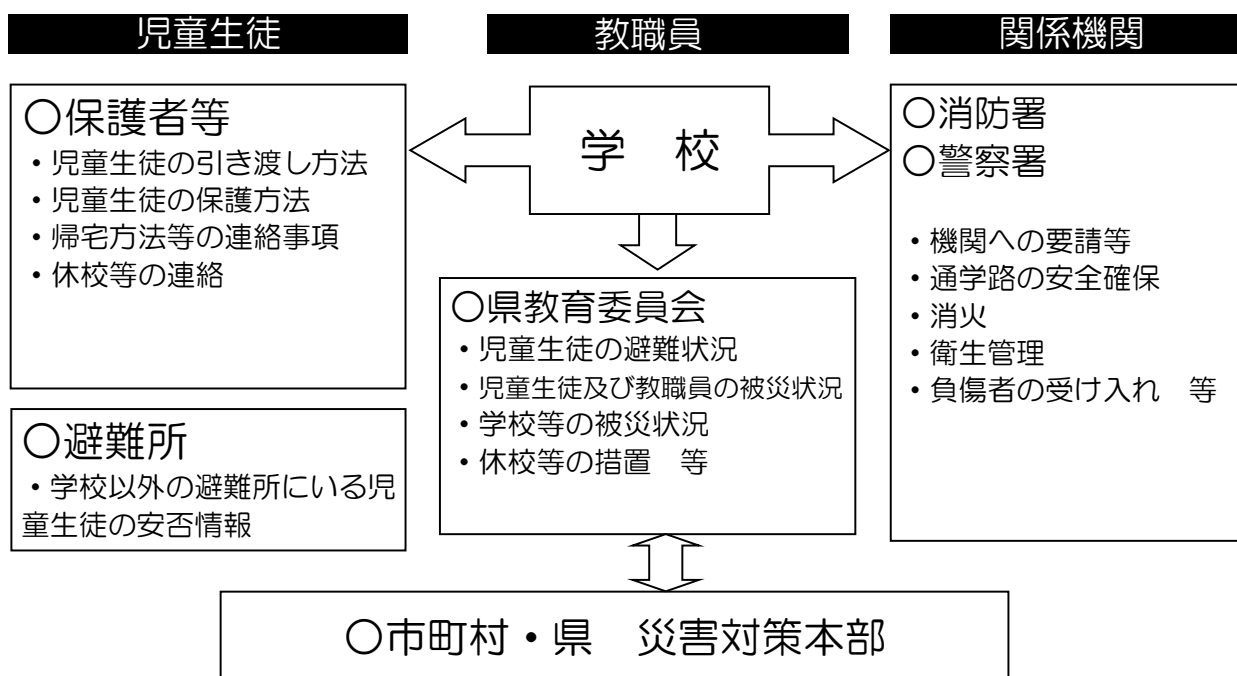 児童生徒
教職員
関係機関
〇保護者等
・児童生徒の引き渡し方法
・児童生徒の保護方法
・帰宅方法等の連絡事項
・休校等の連絡
〇避難所
・学校以外の避難所にいる児
童生徒の安否情報
学　校
〇県教育委員会
・児童生徒の避難状況
・児童生徒及び教職員の被災状況
・学校等の被災状況
・休校等の措置　等
〇消防署
〇警察署
・機関への要請等
・通学路の安全確保
・消火
・衛生管理
・負傷者の受け入れ　等
〇市町村・県　災害対策本部